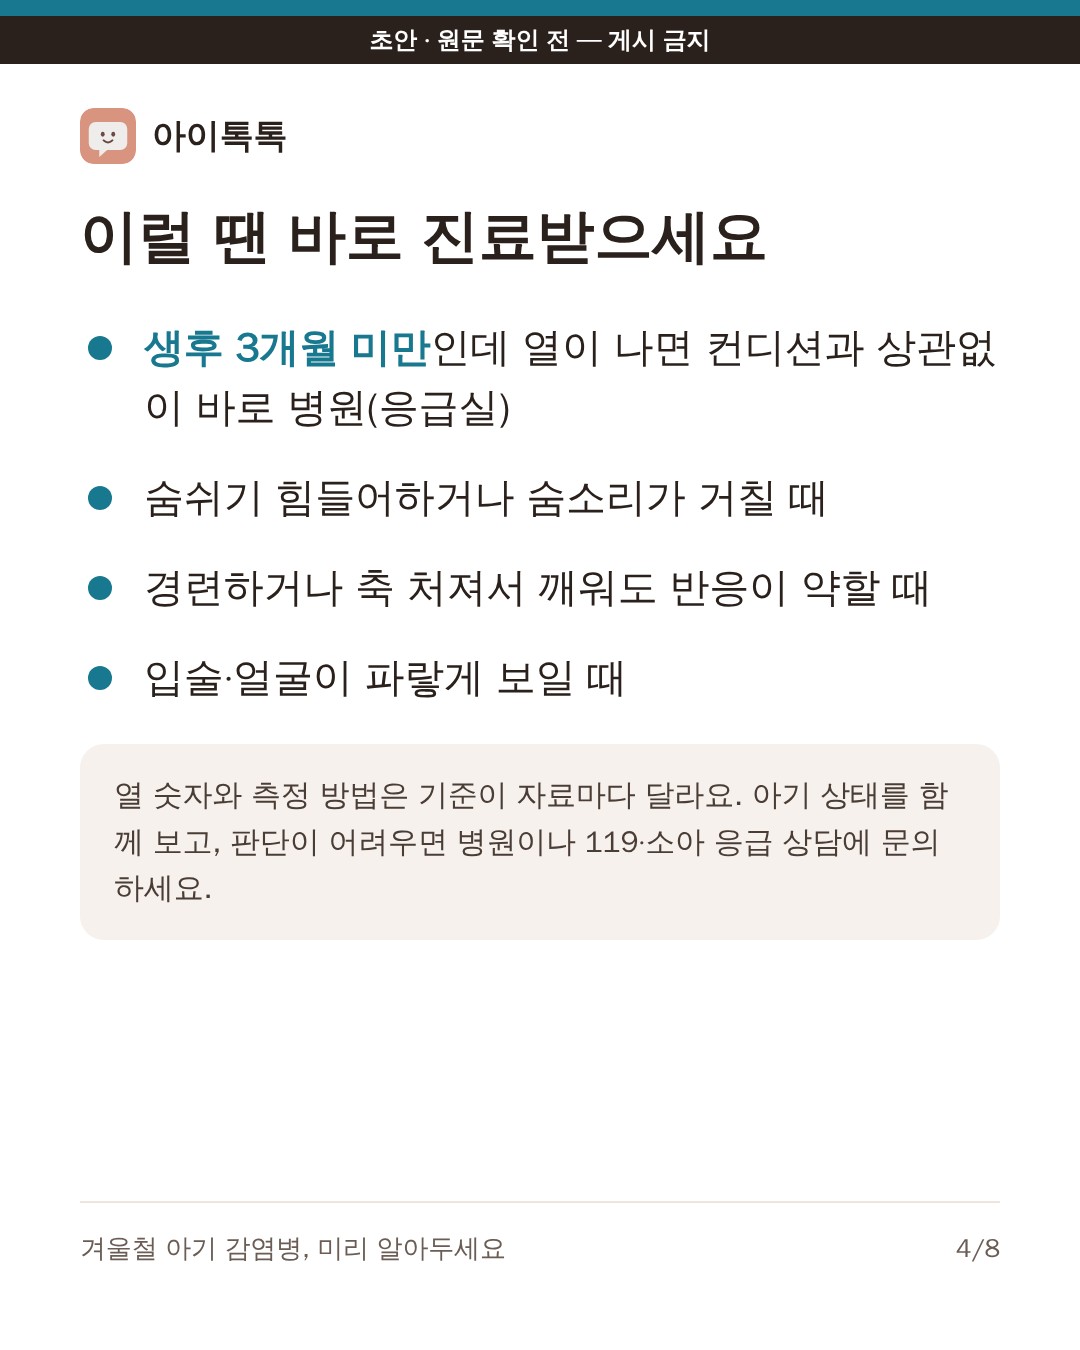 초안 · 원문 확인 전 — 게시 금지
아이톡톡
이럴 땐 바로 진료받으세요
생후 3개월 미만인데 열이 나면 컨디션과 상관없
이 바로 병원(응급실)
숨쉬기 힘들어하거나 숨소리가 거칠 때
경련하거나 축 처져서 깨워도 반응이 약할 때
입술·얼굴이 파랗게 보일 때
열 숫자와 측정 방법은 기준이 자료마다 달라요. 아기 상태를 함
께 보고, 판단이 어려우면 병원이나 119·소아 응급 상담에 문의
하세요.
겨울철 아기 감염병, 미리 알아두세요
4/8